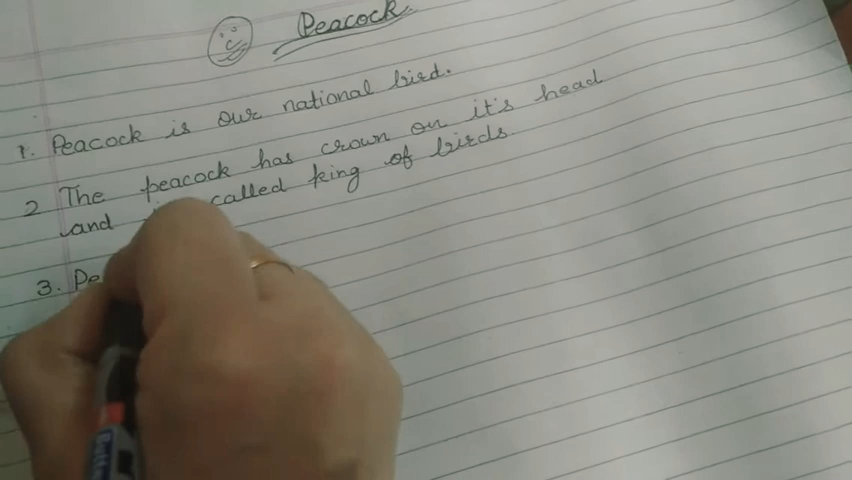 Peacock
1. Peacock is our national bird.
2 The peacock has crown on it's head
and called king of birds.
3. Pe